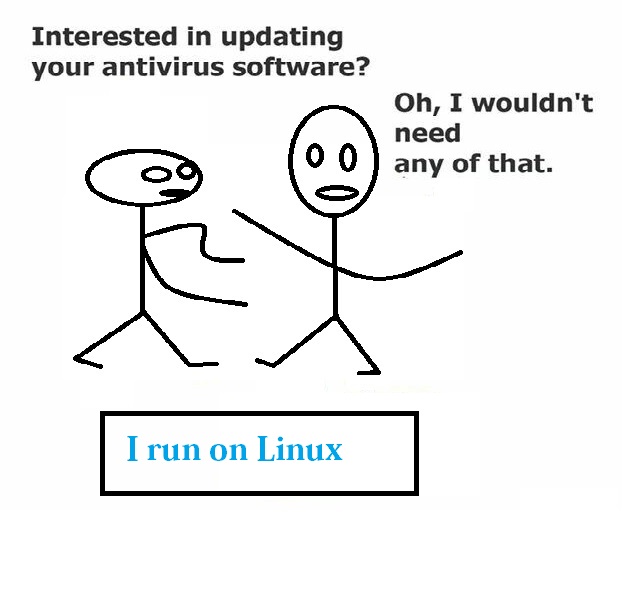 Interested in updating
your antivirus software?
Oh, I wouldn't
need
any of that.
I run on Linux